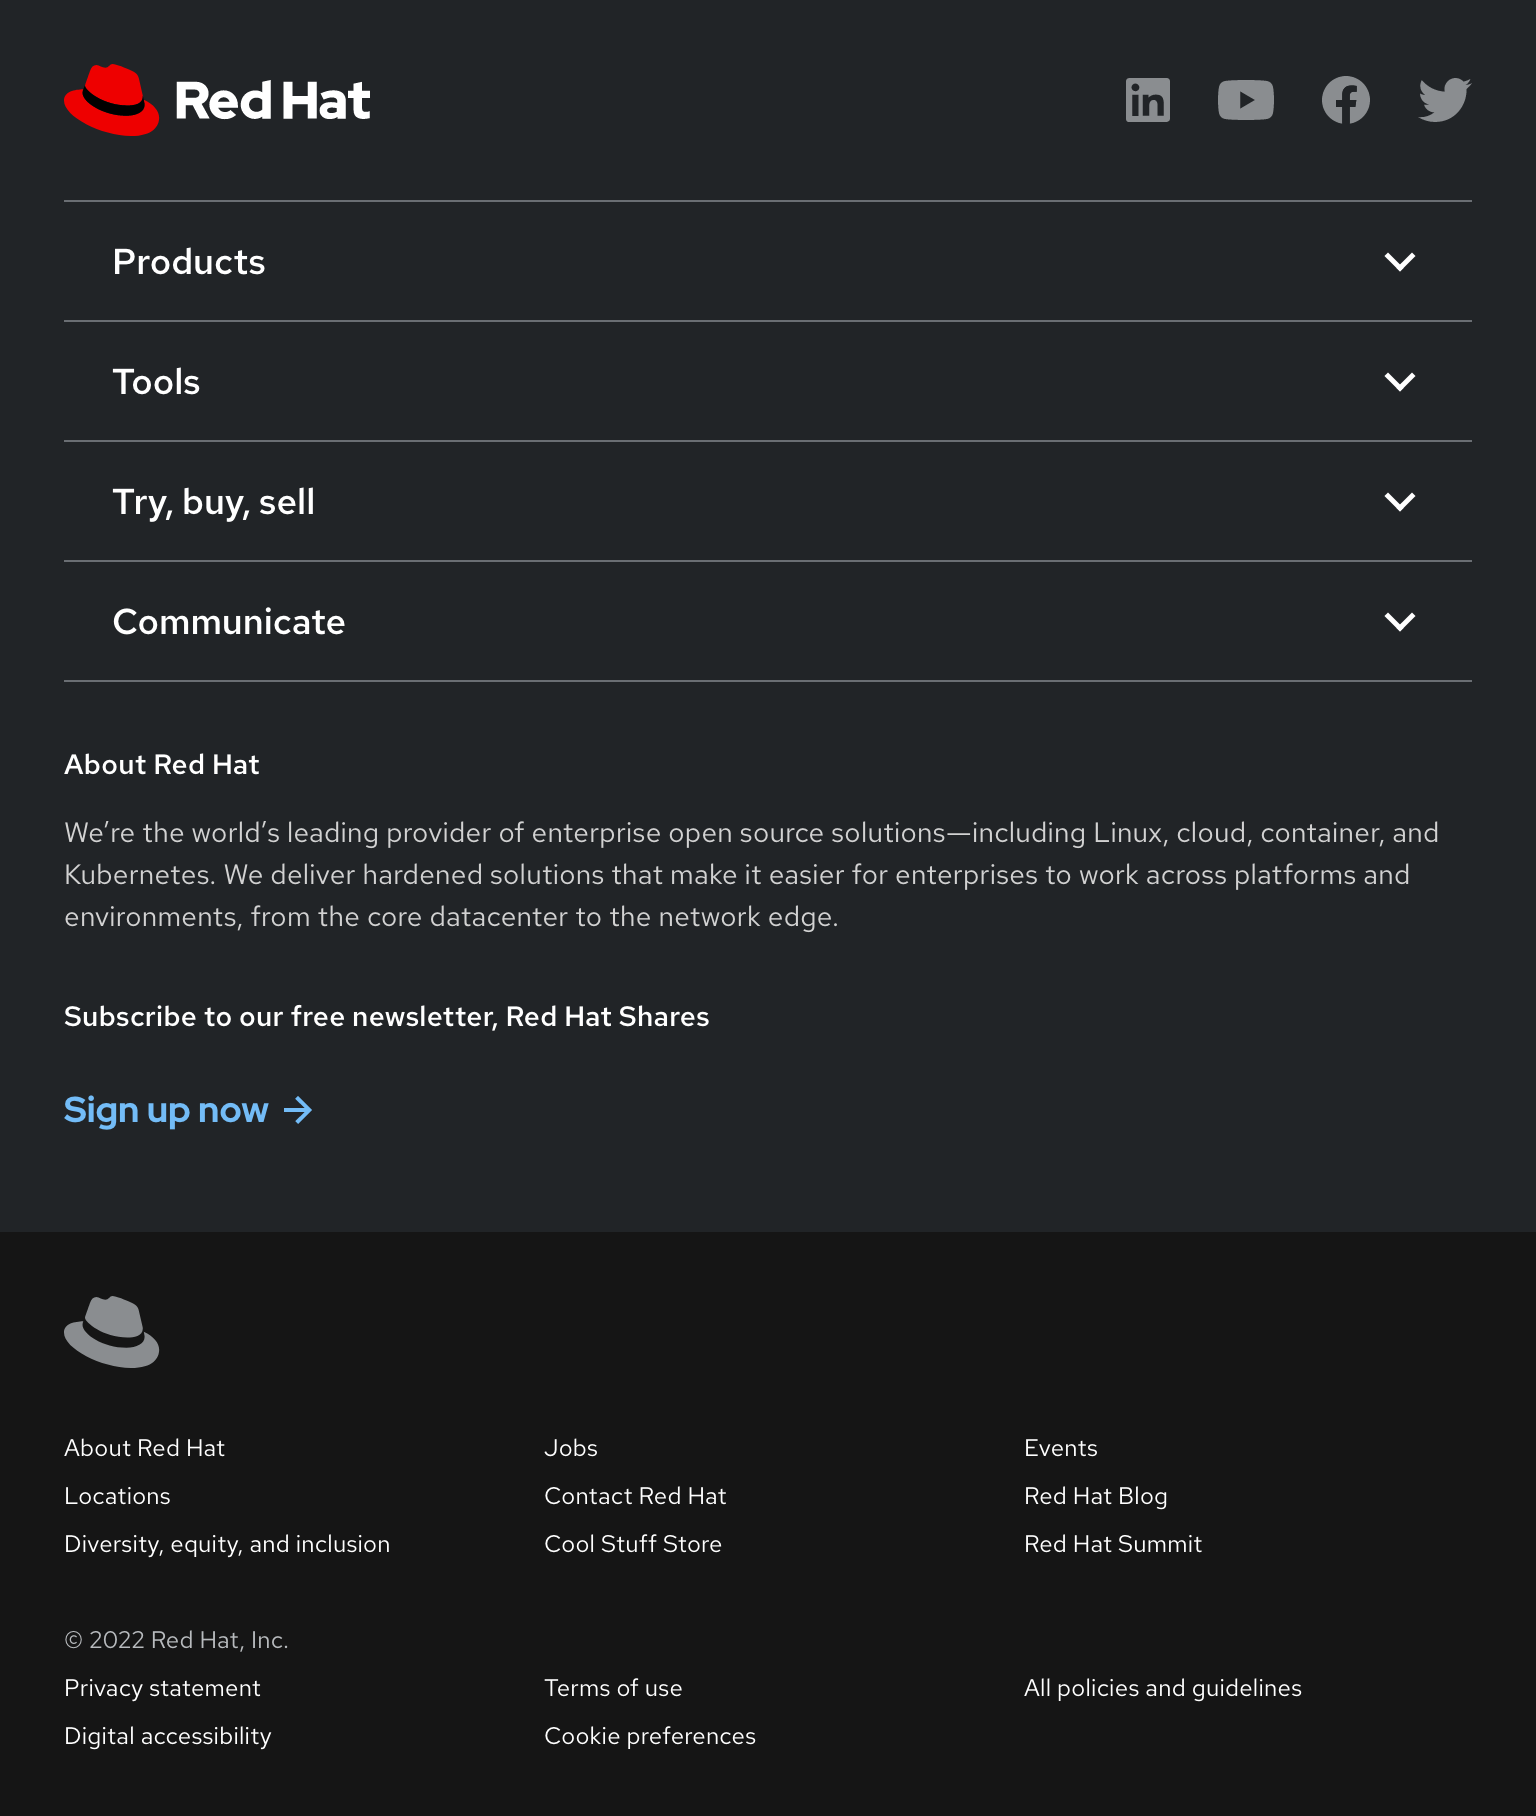 Red Hat
in
Products
Tools
Try, buy, sell
Communicate
About Red Hat
We’re the world’s leading provider of enterprise open source solutions—including Linux, cloud, container, and
Kubernetes. We deliver hardened solutions that make it easier for enterprises to work across platforms and
environments, from the core datacenter to the network edge.
Subscribe to our free newsletter, Red Hat Shares
Sign up now →
About Red Hat
Jobs
Events
Locations
Contact Red Hat
Red Hat Blog
Diversity, equity, and inclusion
Cool Stuff Store
Red Hat Summit
© 2022 Red Hat, Inc.
Privacy statement
Terms of use
All policies and guidelines
Digital accessibility
Cookie preferences